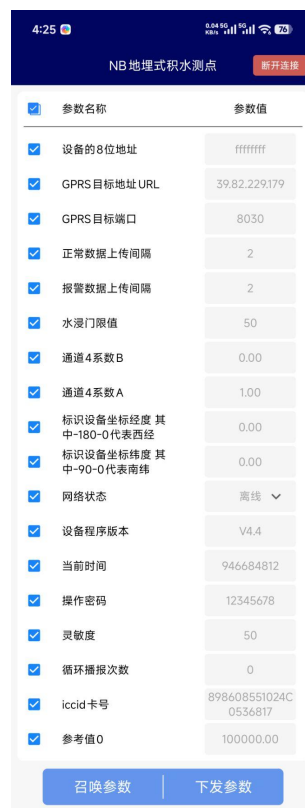 4:25
0.04 KB/s 5G 5G 76
NB地埋式积水测点
断开连接
参数名称 参数值
设备的8位地址 ffffffff
GPRS目标地址URL 39.82.229.179
GPRS目标端口 8030
正常数据上传间隔 2
报警数据上传间隔 2
水浸门限值 50
通道4系数B 0.00
通道4系数A 1.00
标识设备坐标经度 其
中-180-0代表西经 0.00
标识设备坐标纬度 其
中-90-0代表南纬 0.00
网络状态 离线
设备程序版本 V4.4
当前时间 946684812
操作密码 12345678
灵敏度 50
循环播报次数 0
iccid卡号 898608551024C
0536817
参考值0 100000.00
召唤参数 下发参数